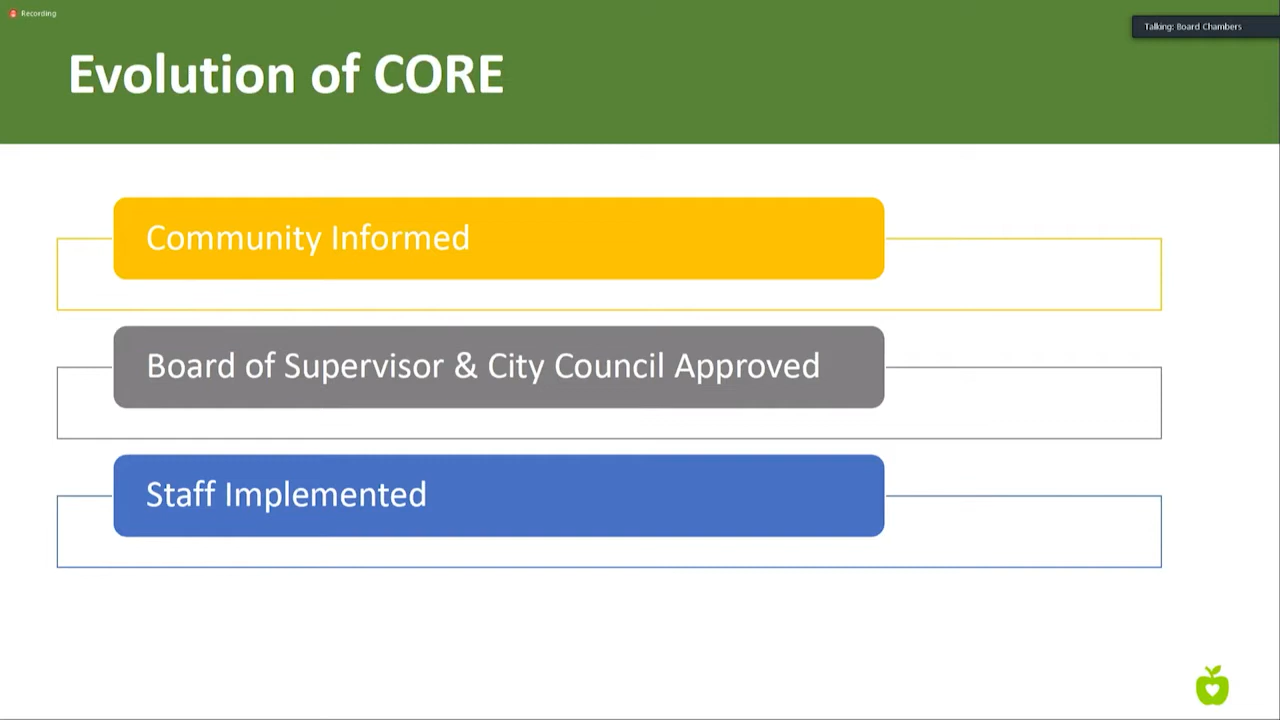 Recording
Talking: Board Chambers
Evolution of CORE
Community Informed
Board of Supervisor & City Council Approved
Staff Implemented